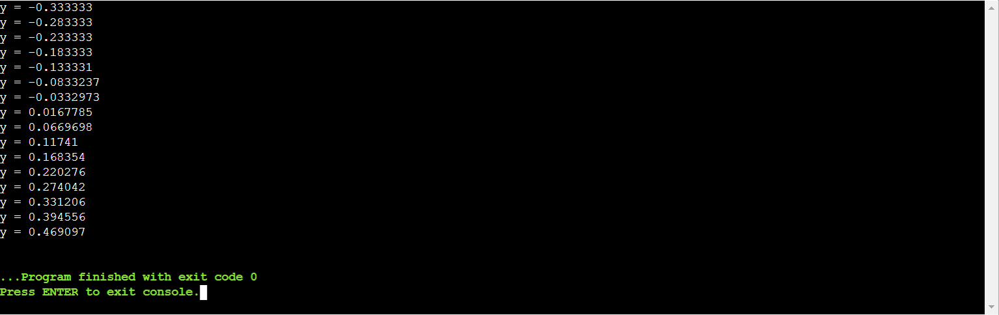 y = -0.333333
y = -0.283333
y = -0.233333
y = -0.183333
y = -0.133331
y = -0.0833237
y = -0.0332973
y = 0.0167785
y = 0.0669698
y = 0.11741
y = 0.168354
y = 0.220276
y = 0.274042
y = 0.331206
y = 0.394556
y = 0.469097
...Program finished with exit code 0
Press ENTER to exit console.